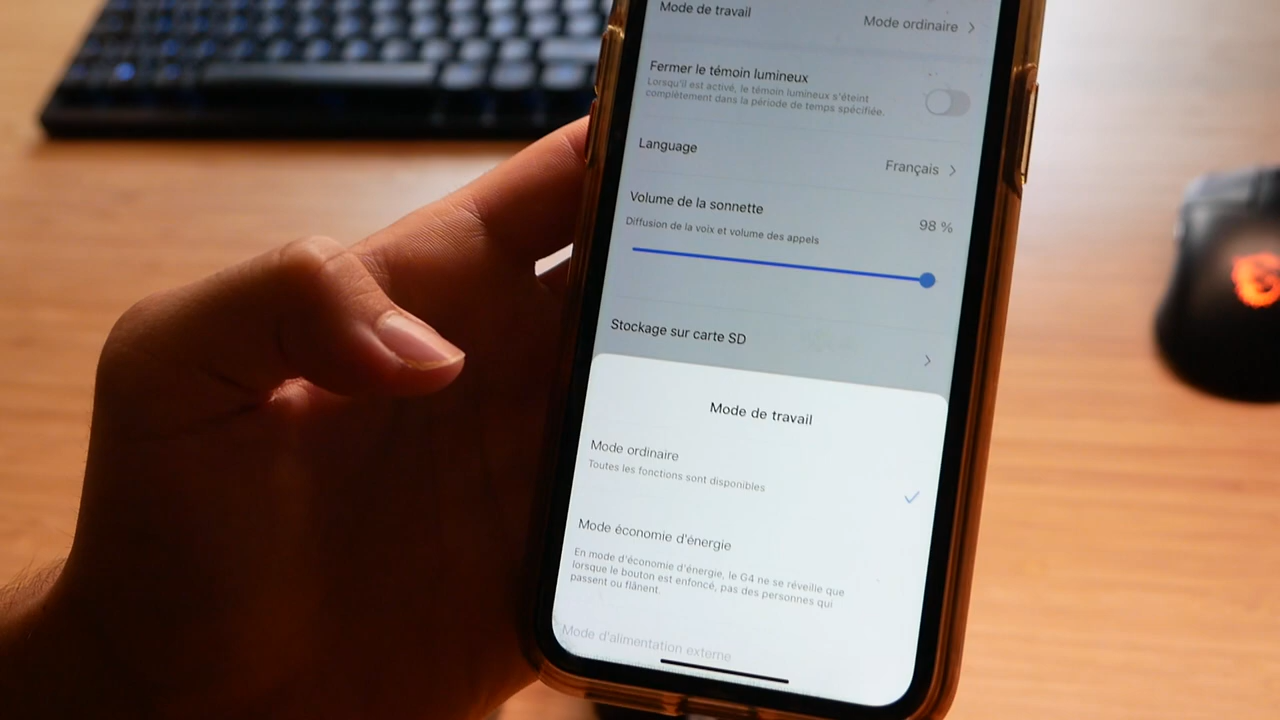 Mode de travail
Mode ordinaire
Fermer le témoin lumineux
Lorsqu'il est activé, le témoin lumineux s'éteint
complètement dans la période de temps spécifiée.
Language
Français
Volume de la sonnette
98 %
Diffusion de la voix et volume des appels
Stockage sur carte SD
Mode de travail
Mode ordinaire
Toutes les fonctions sont disponibles
Mode économie d'énergie
En mode d'économie d'énergie, le G4 ne se réveille que
lorsque le bouton est enfoncé, pas des personnes qui
passent ou flânent.
Mode d'alimentation externe